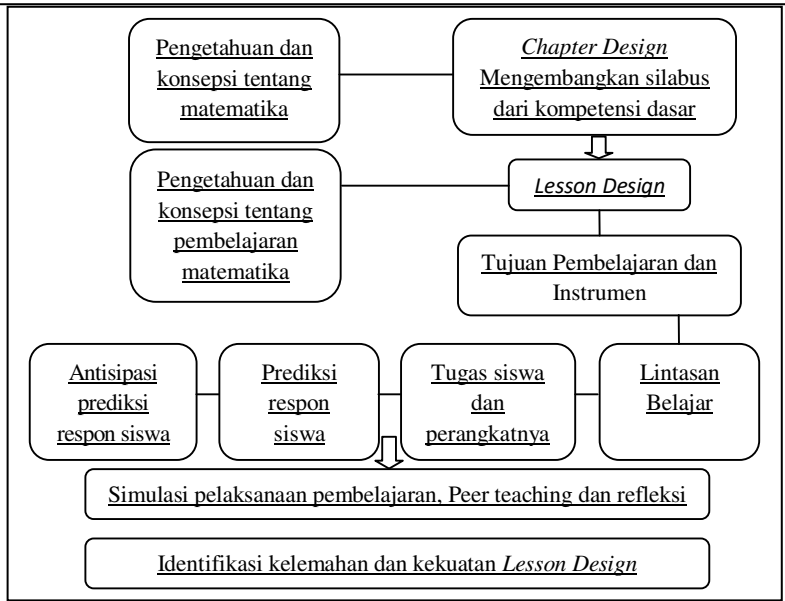 Pengetahuan dan
konsepsi tentang
matematika
Chapter Design
Mengembangkan silabus
dari kompetensi dasar
Pengetahuan dan
konsepsi tentang
pembelajaran
matematika
Lesson Design
Tujuan Pembelajaran dan
Instrumen
Antisipasi
prediksi
respon siswa
Prediksi
respon
siswa
Tugas siswa
dan
perangkatnya
Lintasan
Belajar
Simulasi pelaksanaan pembelajaran, Peer teaching dan refleksi
Identifikasi kelemahan dan kekuatan Lesson Design